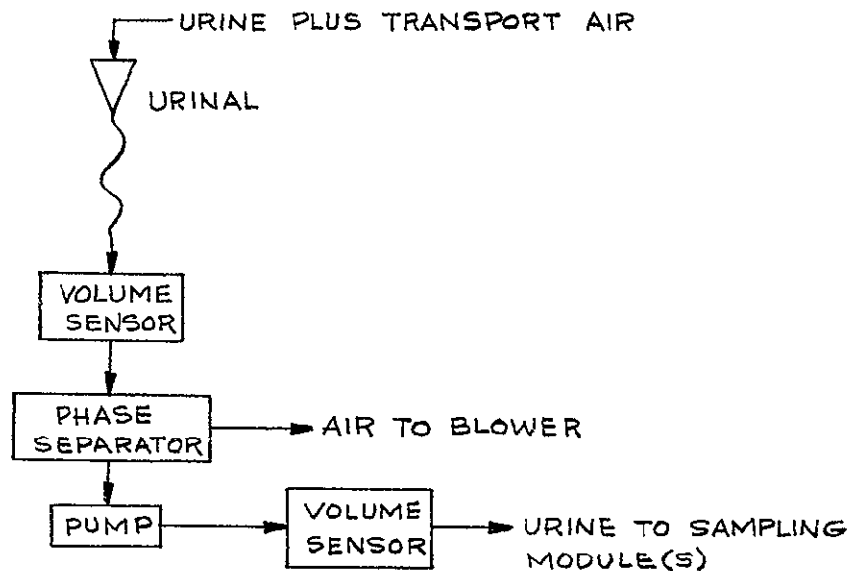 URINE PLUS TRANSPORT AIR
URINAL
VOLUME
SENSOR
PHASE
SEPARATOR
AIR TO BLOWER
PUMP
VOLUME
SENSOR
URINE TO SAMPLING
MODULE(S)